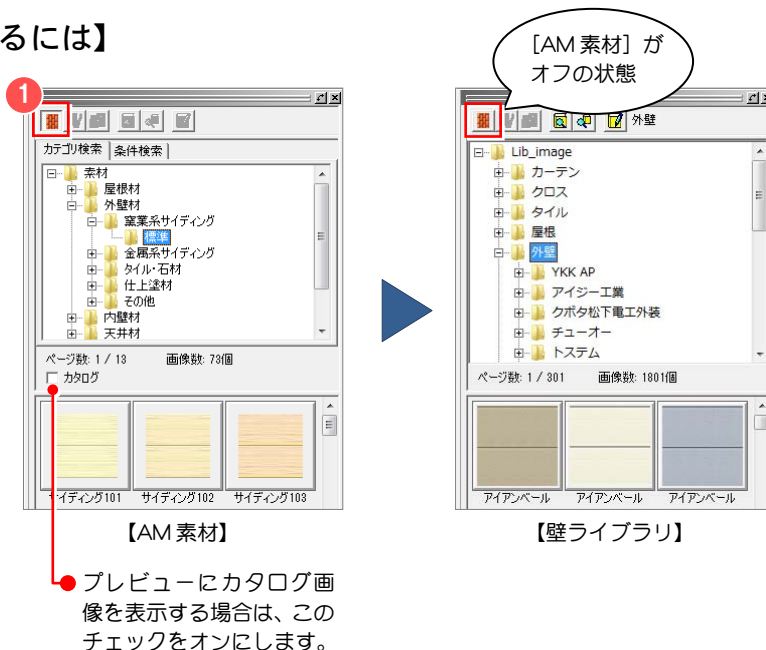 るには】
[AM 素材] が
オフの状態
1
カテゴリ検索 条件検索
素材
屋根材
外壁材
窯業系サイディング
標準
金属系サイディング
タイル・石材
仕上塗材
その他
内壁材
天井材
ページ数: 1 / 13 画像数: 73個
カタログ
サイディング101 サイディング102 サイディング103
【AM 素材】
プレビューにカタログ画
像を表示する場合は、この
チェックをオンにします。
外壁
Lib_image
カーテン
クロス
タイル
屋根
外壁
YKK AP
アイジー工業
クボタ松下電工外装
チューオー
トステム
ページ数: 1 / 301 画像数: 1801個
アイアンベール アイアンベール アイアンベール
【壁ライブラリ】